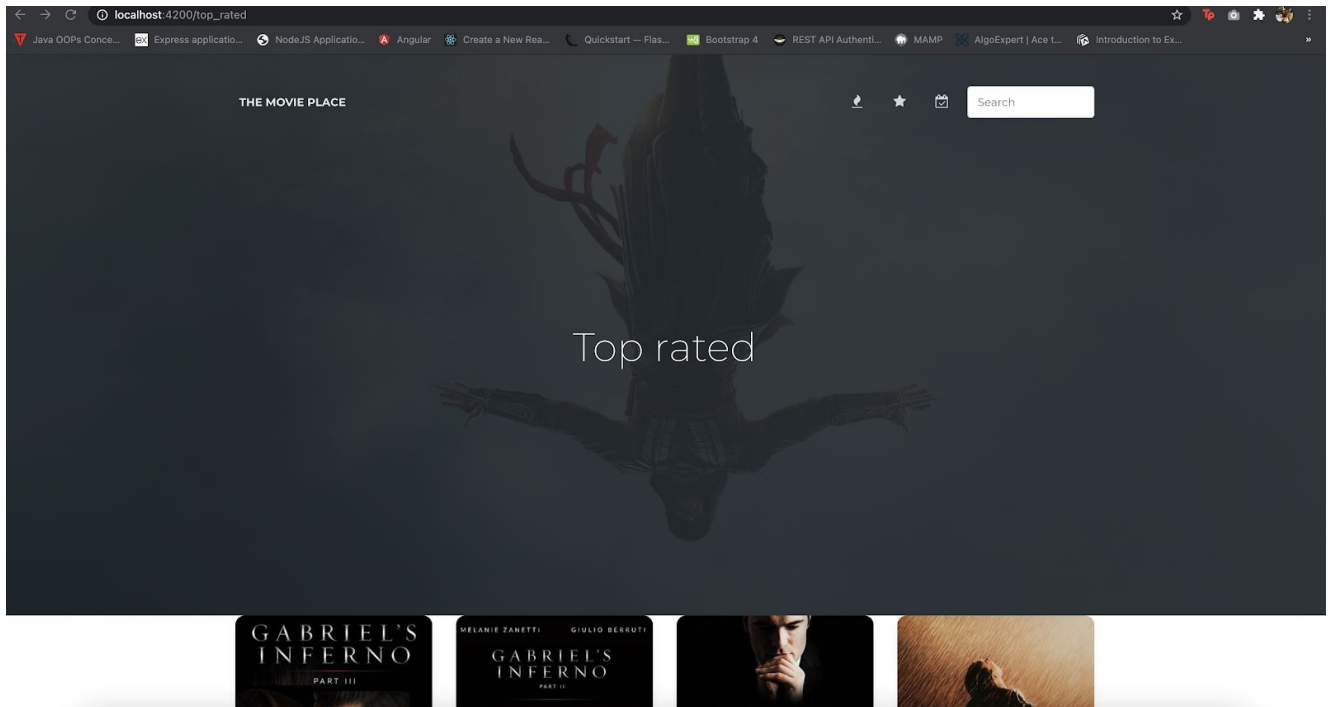 localhost:4200/top_rated
Tp
Java OOPs Conce... ex Express applicatio... NodeJS Applicatio... Angular Create a New Rea... Quickstart — Flas... Bootstrap 4 REST API Authenti... MAMP AlgoExpert | Ace t... Introduction to Ex... »
THE MOVIE PLACE Search
Top rated
GABRIEL'S
INFERNO
PART III
MELANIE ZANETTI GIULIO BERRUTI
GABRIEL'S
INFERNO
PART II